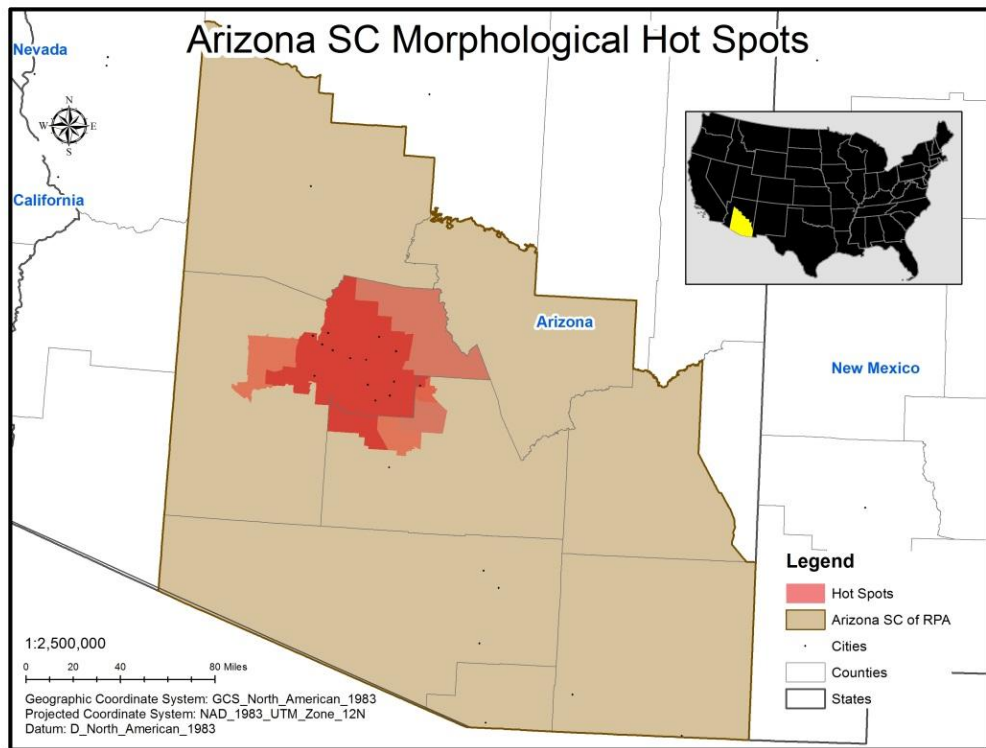 Arizona SC Morphological Hot Spots
Nevada
N
W E
S
California
Arizona
New Mexico
Legend
Hot Spots
Arizona SC of RPA
Cities
Counties
States
1:2,500,000
0 20 40 80 Miles
Geographic Coordinate System: GCS_North_American_1983
Projected Coordinate System: NAD_1983_UTM_Zone_12N
Datum: D_North_American_1983